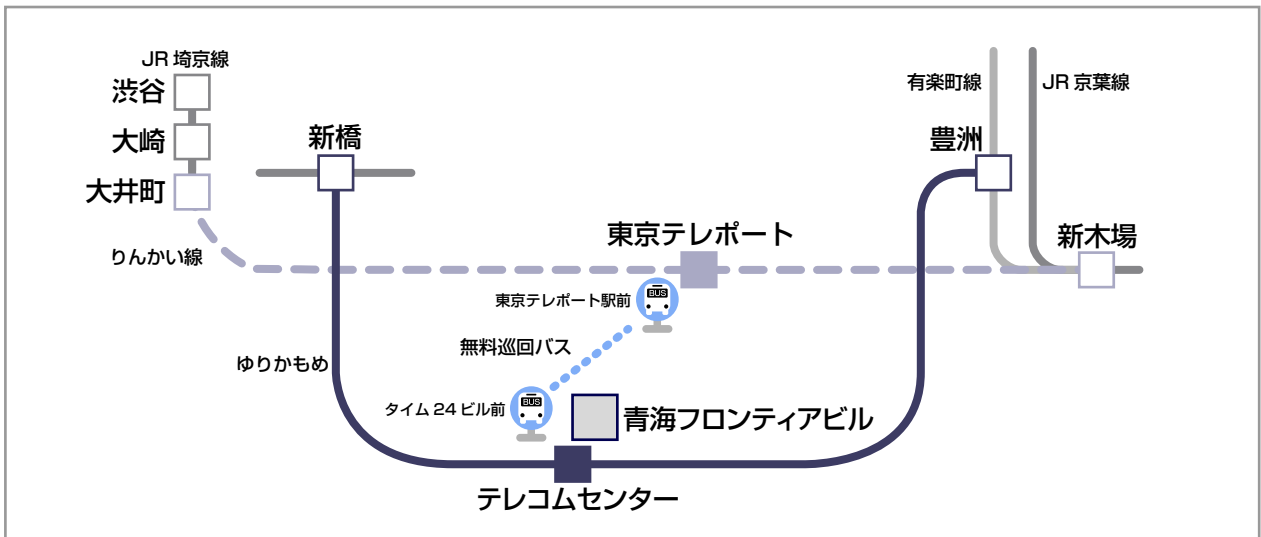 JR 埼京線
渋谷
大崎
大井町
りんかい線
新橋
有楽町線
JR 京葉線
豊洲
新木場
東京テレポート
BUS
東京テレポート駅前
無料巡回バス
ゆりかもめ
BUS
タイム 24 ビル前
青海フロンティアビル
テレコムセンター